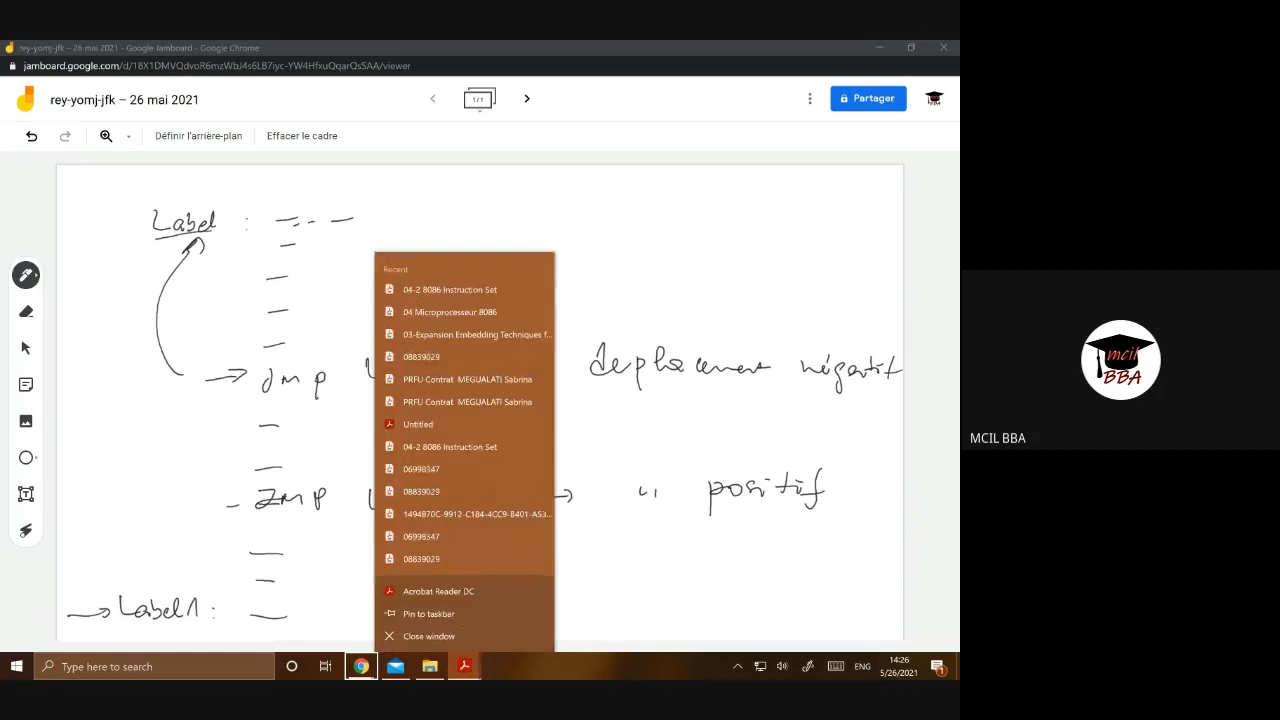 rey-yomj-jfk – 26 mai 2021 - Google Jamboard - Google Chrome
jamboard.google.com/d/18X1DMVQdvoR6mzWbJ4s6LB7iyc-YW4HfxuQqarQsSAA/viewer
rey-yomj-jfk – 26 mai 2021
1/1
Partager
Définir l'arrière-plan
Effacer le cadre
Label :
Recent
04-2 8086 Instruction Set
04 Microprocesseur 8086
03-Expansion Embedding Techniques f...
08839029
PRFU Contrat MEGUALATI Sabrina
PRFU Contrat MEGUALATI Sabrina
Untitled
04-2 8086 Instruction Set
06998347
08839029
1494870C-9912-C184-4CC9-B401-A53...
06998347
08839029
Acrobat Reader DC
Pin to taskbar
Close window
→ Jmp déplacement négatif
Jmp → " positif
→ Label1 :
mcil
BBA
MCIL BBA
Type here to search
ENG
14:26
5/26/2021
1